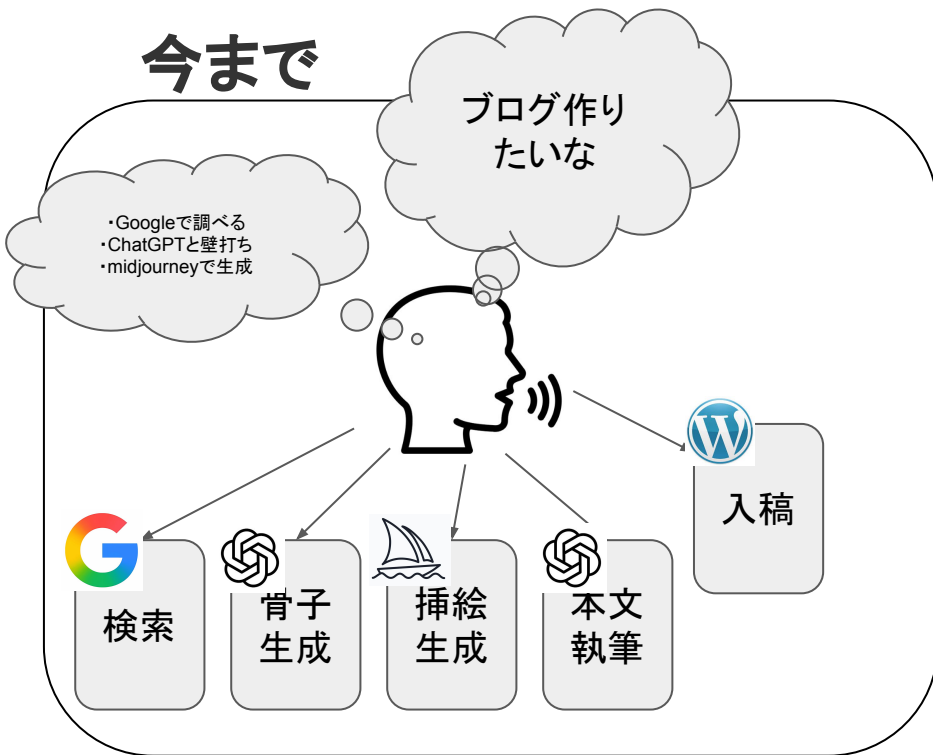 今まで
ブログ作り
たいな
・Googleで調べる
・ChatGPTと壁打ち
・midjourneyで生成
入稿
検索
骨子
生成
挿絵
生成
本文
執筆